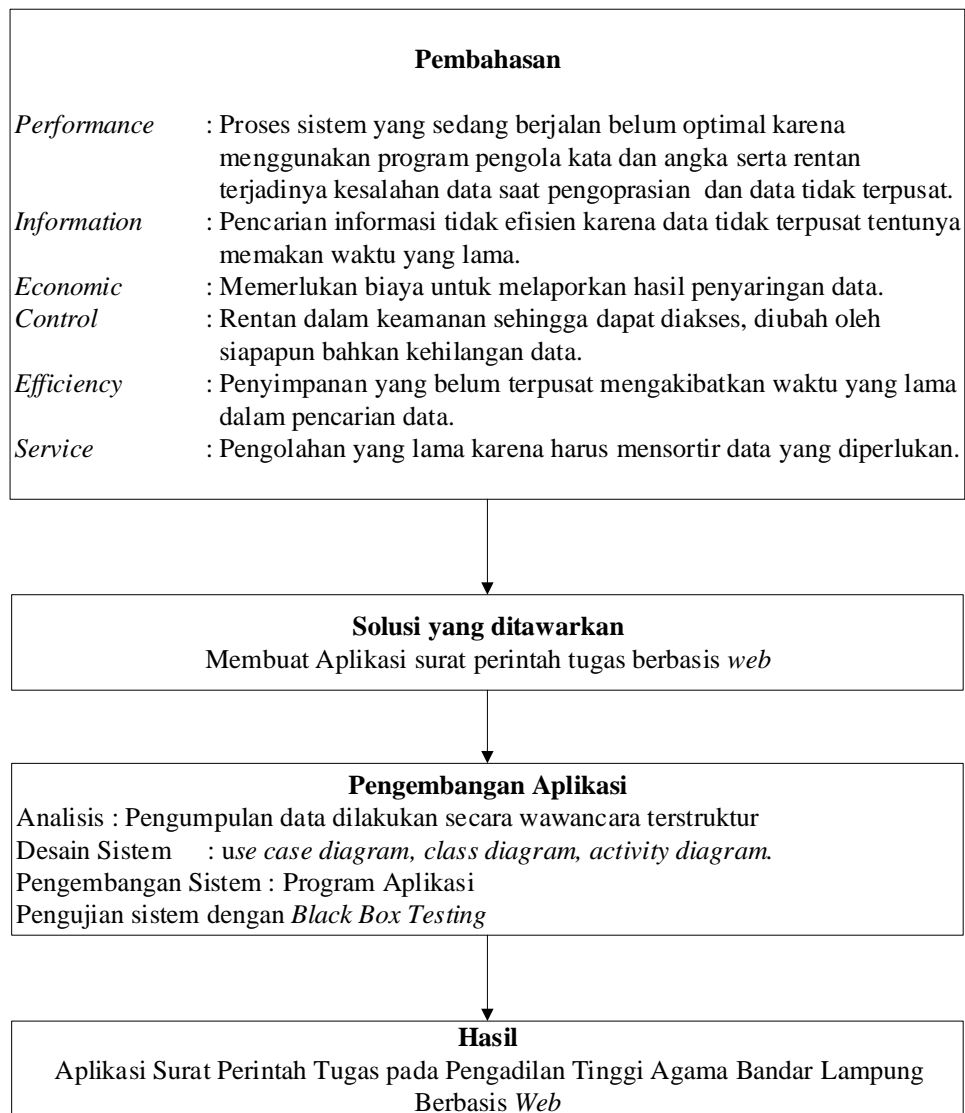 Pembahasan
Performance : Proses sistem yang sedang berjalan belum optimal karena
menggunakan program pengola kata dan angka serta rentan
terjadinya kesalahan data saat pengoprasian dan data tidak terpusat.
Information : Pencarian informasi tidak efisien karena data tidak terpusat tentunya
memakan waktu yang lama.
Economic : Memerlukan biaya untuk melaporkan hasil penyaringan data.
Control : Rentan dalam keamanan sehingga dapat diakses, diubah oleh
siapapun bahkan kehilangan data.
Efficiency : Penyimpanan yang belum terpusat mengakibatkan waktu yang lama
dalam pencarian data.
Service : Pengolahan yang lama karena harus mensortir data yang diperlukan.
Solusi yang ditawarkan
Membuat Aplikasi surat perintah tugas berbasis web
Pengembangan Aplikasi
Analisis : Pengumpulan data dilakukan secara wawancara terstruktur
Desain Sistem : use case diagram, class diagram, activity diagram.
Pengembangan Sistem : Program Aplikasi
Pengujian sistem dengan Black Box Testing
Hasil
Aplikasi Surat Perintah Tugas pada Pengadilan Tinggi Agama Bandar Lampung
Berbasis Web